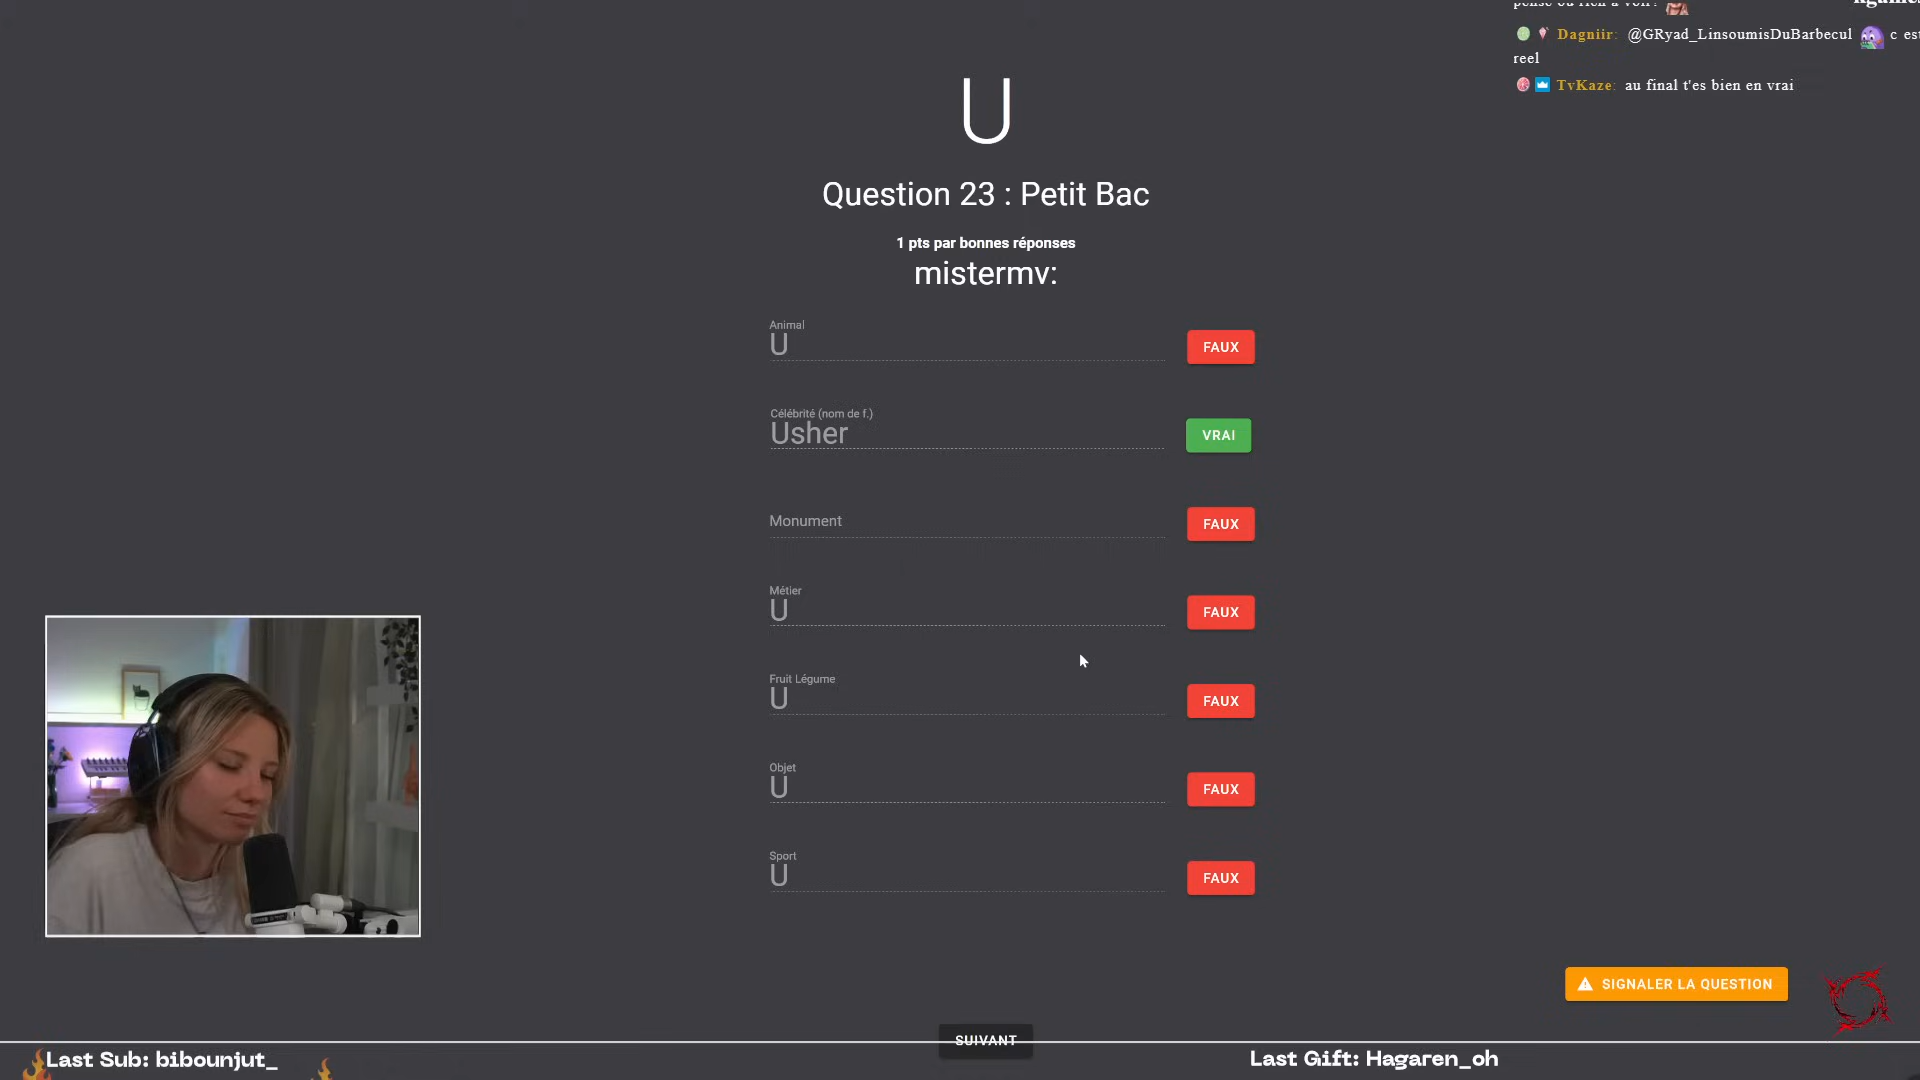 Dagniir: @GRyad_LinsoumisDuBarbecul c est
reel
TvKaze: au final t'es bien en vrai
U
Question 23 : Petit Bac
1 pts par bonnes réponses
mistermv:
Animal
U
FAUX
Célébrité (nom de f.)
Usher
VRAI
Monument
FAUX
Métier
U
FAUX
Fruit Légume
U
FAUX
Objet
U
FAUX
Sport
U
FAUX
SIGNALER LA QUESTION
SUIVANT
Last Sub: bibounjut_
Last Gift: Hagaren_oh